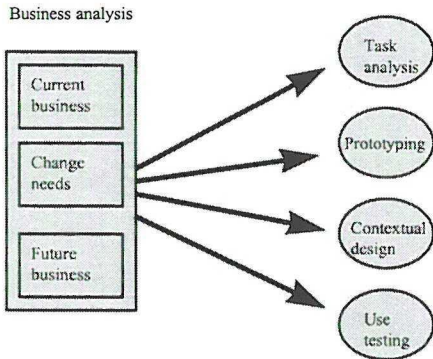 Business analysis
Current
business
Change
needs
Future
business
Task
analysis
Prototyping
Contextual
design
Use
testing